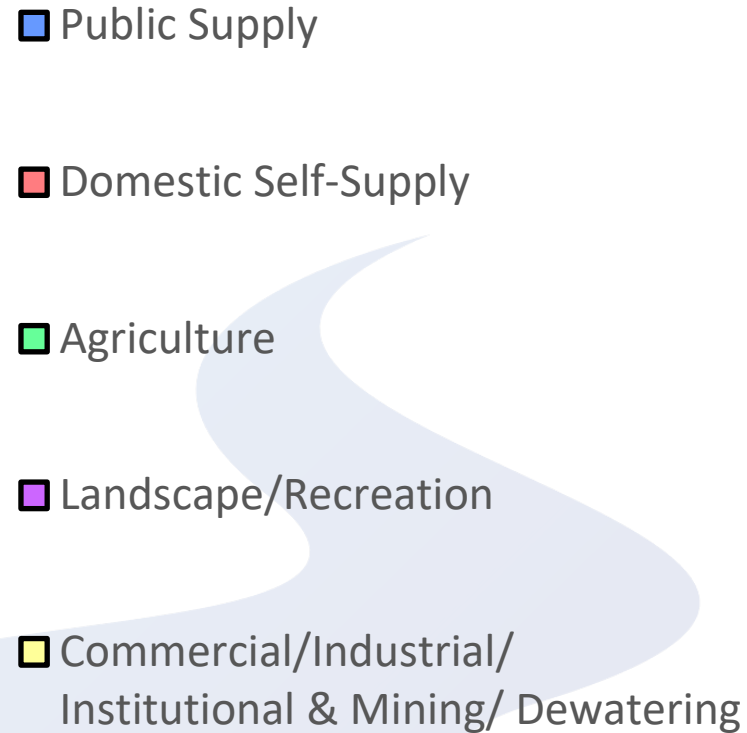 Public Supply
Domestic Self-Supply
Agriculture
Landscape/Recreation
Commercial/Industrial/
Institutional & Mining/ Dewatering